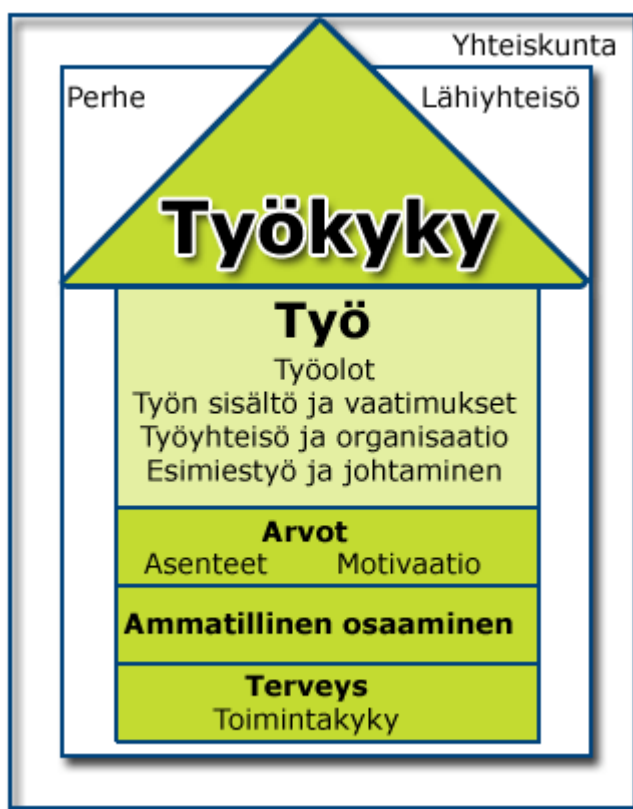 Yhteiskunta
Perhe
Lähiyhteisö
Työkyky
Työ
Työolot
Työn sisältö ja vaatimukset
Työyhteisö ja organisaatio
Esimiestyö ja johtaminen
Arvot
Asenteet Motivaatio
Ammatillinen osaaminen
Terveys
Toimintakyky